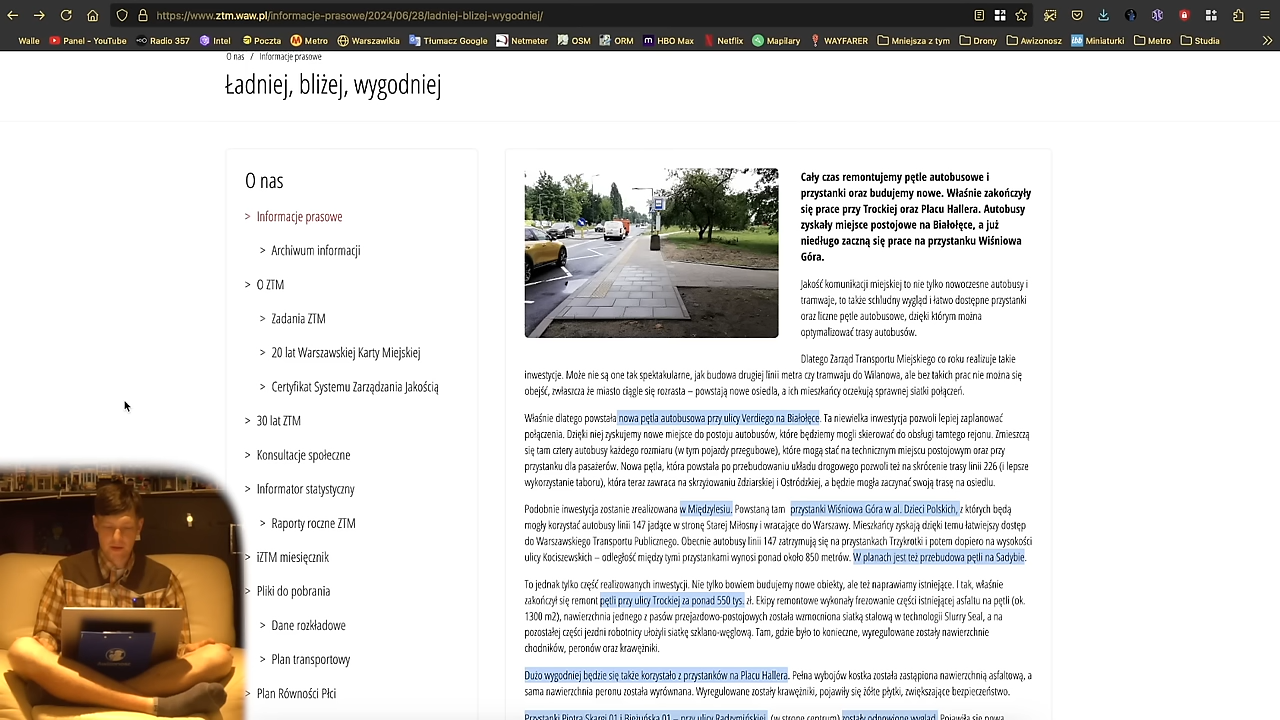 https://www.ztm.waw.pl/informacje-prasowe/2024/06/28/ladniej-blizej-wygodniej/
Walle Panel - YouTube Radio 357 Intel Poczta Metro Warszawikia Tłumacz Google Netmeter OSM ORM HBO Max Netflix Mapilary WAYFARER Mniejsza z tym Drony Awizonosz Miniaturki Metro Studia
O nas / Informacje prasowe
Ładniej, bliżej, wygodniej
O nas
> Informacje prasowe
> Archiwum informacji
> O ZTM
> Zadania ZTM
> 20 lat Warszawskiej Karty Miejskiej
> Certyfikat Systemu Zarządzania Jakością
> 30 lat ZTM
> Konsultacje społeczne
> Informator statystyczny
> Raporty roczne ZTM
> iZTM miesięcznik
> Pliki do pobrania
> Dane rozkładowe
> Plan transportowy
> Plan Równości Płci
Cały czas remontujemy pętle autobusowe i
przystanki oraz budujemy nowe. Właśnie zakończyły
się prace przy Trockiej oraz Placu Hallera. Autobusy
zyskały miejsce postojowe na Białołęce, a już
niedługo zaczną się prace na przystanku Wiśniowa
Góra.
Jakość komunikacji miejskiej to nie tylko nowoczesne autobusy i
tramwaje, to także schludny wygląd i łatwo dostępne przystanki
oraz liczne pętle autobusowe, dzięki którym można
optymalizować trasy autobusów.
Dlatego Zarząd Transportu Miejskiego co roku realizuje takie
inwestycje. Może nie są one tak spektakularne, jak budowa drugiej linii metra czy tramwaju do Wilanowa, ale bez takich prac nie można się
obejść, zwłaszcza że miasto ciągle się rozrasta – powstają nowe osiedla, a ich mieszkańcy oczekują sprawnej siatki połączeń.
Właśnie dlatego powstała nowa pętla autobusowa przy ulicy Verdiego na Białołęce. Ta niewielka inwestycja pozwoli lepiej zaplanować
połączenia. Dzięki niej zyskujemy nowe miejsce do postoju autobusów, które będziemy mogli skierować do obsługi tamtego rejonu. Zmieszczą
się tam cztery autobusy każdego rozmiaru (w tym pojazdy przegubowe), które mogą stać na technicznym miejscu postojowym oraz przy
przystanku dla pasażerów. Nowa pętla, która powstała po przebudowaniu układu drogowego pozwoli też na skrócenie trasy linii 226 (i lepsze
wykorzystanie taboru), która teraz zawraca na skrzyżowaniu Zdziarskiej i Ostródzkiej, a będzie mogła zaczynać swoją trasę na osiedlu.
Podobnie inwestycja zostanie zrealizowana w Międzylesiu. Powstaną tam przystanki Wiśniowa Góra w al. Dzieci Polskich, z których będą
mogły korzystać autobusy linii 147 jadące w stronę Starej Miłosny i wracające do Warszawy. Mieszkańcy zyskają dzięki temu łatwiejszy dostęp
do Warszawskiego Transportu Publicznego. Obecnie autobusy linii 147 zatrzymują się na przystankach Trzykrotki i potem dopiero na wysokości
ulicy Kociszewskich – odległość między tymi przystankami wynosi ponad około 850 metrów. W planach jest też przebudowa pętli na Sadybie.
To jednak tylko część realizowanych inwestycji. Nie tylko bowiem budujemy nowe obiekty, ale też naprawiamy istniejące. I tak, właśnie
zakończył się remont pętli przy ulicy Trockiej za ponad 550 tys. zł. Ekipy remontowe wykonały frezowanie części istniejącej asfaltu na pętli (ok.
1300 m2), nawierzchnia jednego z pasów przejazdowo-postojowych została wzmocniona siatką stalową w technologii Slurry Seal, a na
pozostałej części jezdni robotnicy ułożyli siatkę szklano-węglową. Tam, gdzie było to konieczne, wyregulowane zostały nawierzchnie
chodników, peronów oraz krawężniki.
Dużo wygodniej będzie się także korzystało z przystanków na Placu Hallera. Pełna wybojów kostka została zastąpiona nawierzchnią asfaltową, a
sama nawierzchnia peronu została wyrównana. Wyregulowane zostały krawężniki, pojawiły się żółte płytki, zwiększające bezpieczeństwo.
Przystanki Piotra Skargi 01 i Bieżuńska 01 – przy ulicy Radzymińskiej (w stronę centrum) zostały odnowione wygląd. Pojawiła się nowa